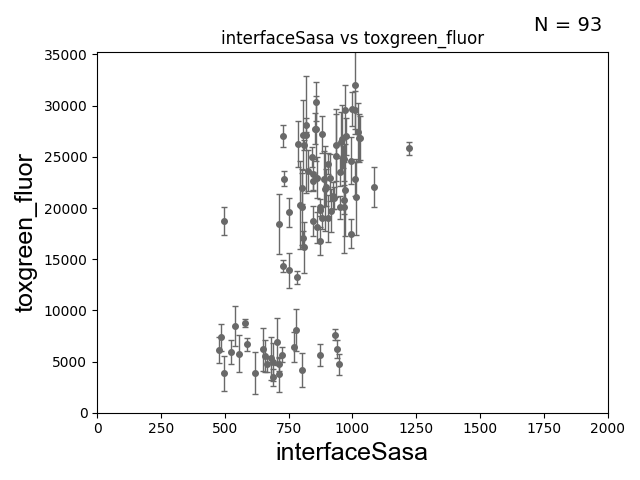 N = 93
interfaceSasa vs toxgreen_fluor
toxgreen_fluor
35000
30000
25000
20000
15000
10000
5000
0
0 250 500 750 1000 1250 1500 1750 2000
interfaceSasa